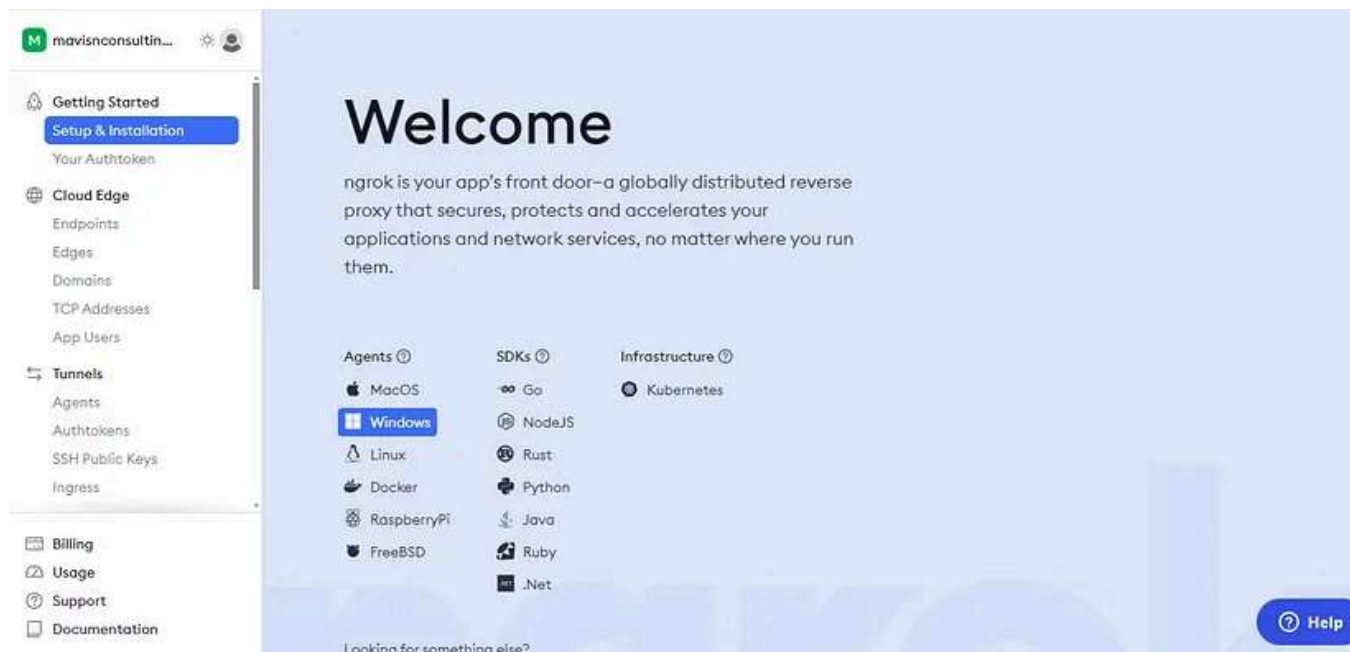 M mavisnconsultin...
Getting Started
Setup & Installation
Your Authtoken
Cloud Edge
Endpoints
Edges
Domains
TCP Addresses
App Users
Tunnels
Agents
Authtokens
SSH Public Keys
Ingress
Billing
Usage
Support
Documentation
Welcome
ngrok is your app's front door–a globally distributed reverse
proxy that secures, protects and accelerates your
applications and network services, no matter where you run
them.
Agents
MacOS
Windows
Linux
Docker
RaspberryPi
FreeBSD
SDKs
Go
NodeJS
Rust
Python
Java
Ruby
.Net
Infrastructure
Kubernetes
Looking for something else?
ngrok
Help